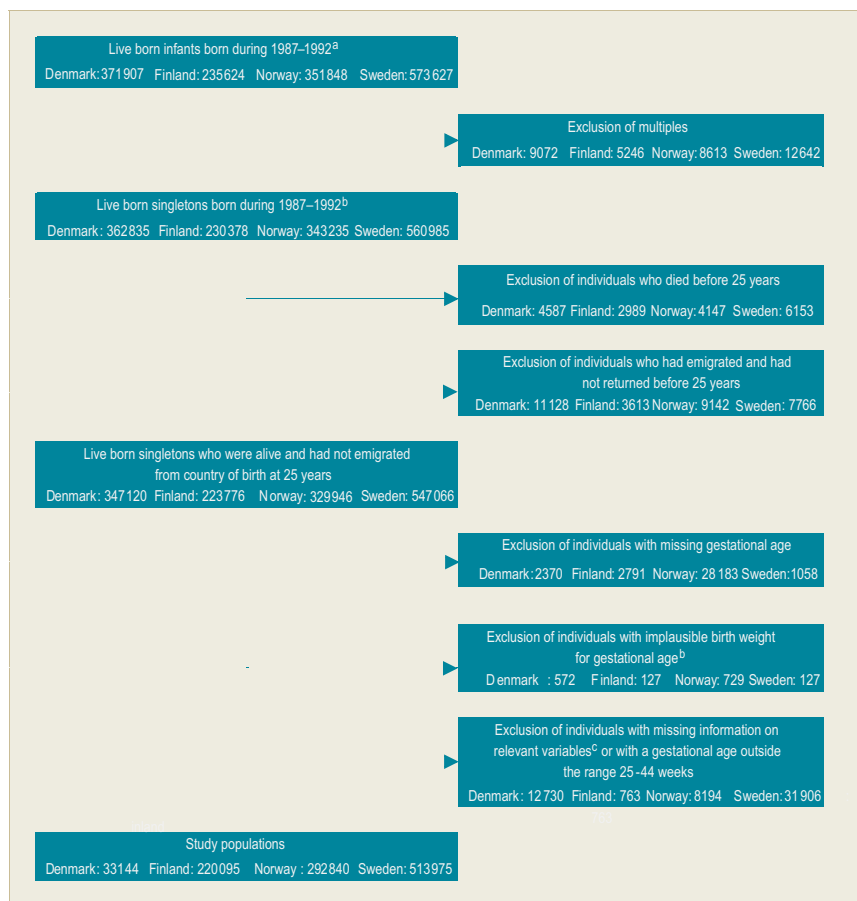 Live born infants born during 1987–1992a
Denmark: 371907 Finland: 235624 Norway: 351848 Sweden: 573627
Exclusion of multiples
Denmark: 9072 Finland: 5246 Norway: 8613 Sweden: 12642
Live born singletons born during 1987–1992b
Denmark: 362835 Finland: 230378 Norway: 343235 Sweden: 560985
Exclusion of individuals who died before 25 years
Denmark: 4587 Finland: 2989 Norway: 4147 Sweden: 6153
Exclusion of individuals who had emigrated and had
not returned before 25 years
Denmark: 11128 Finland: 3613 Norway: 9142 Sweden: 7766
Live born singletons who were alive and had not emigrated
from country of birth at 25 years
Denmark: 347120 Finland: 223776 Norway: 329946 Sweden: 547066
Exclusion of individuals with missing gestational age
Denmark: 2370 Finland: 2791 Norway: 28183 Sweden: 1058
Exclusion of individuals with implausible birth weight
for gestational ageb
Denmark : 572 Finland: 127 Norway: 729 Sweden: 127
Exclusion of individuals with missing information on
relevant variablesc or with a gestational age outside
the range 25-44 weeks
Denmark: 12730 Finland: 763 Norway: 8194 Sweden: 31906
Study populations
Denmark: 33144 Finland: 220095 Norway : 292840 Sweden: 513975